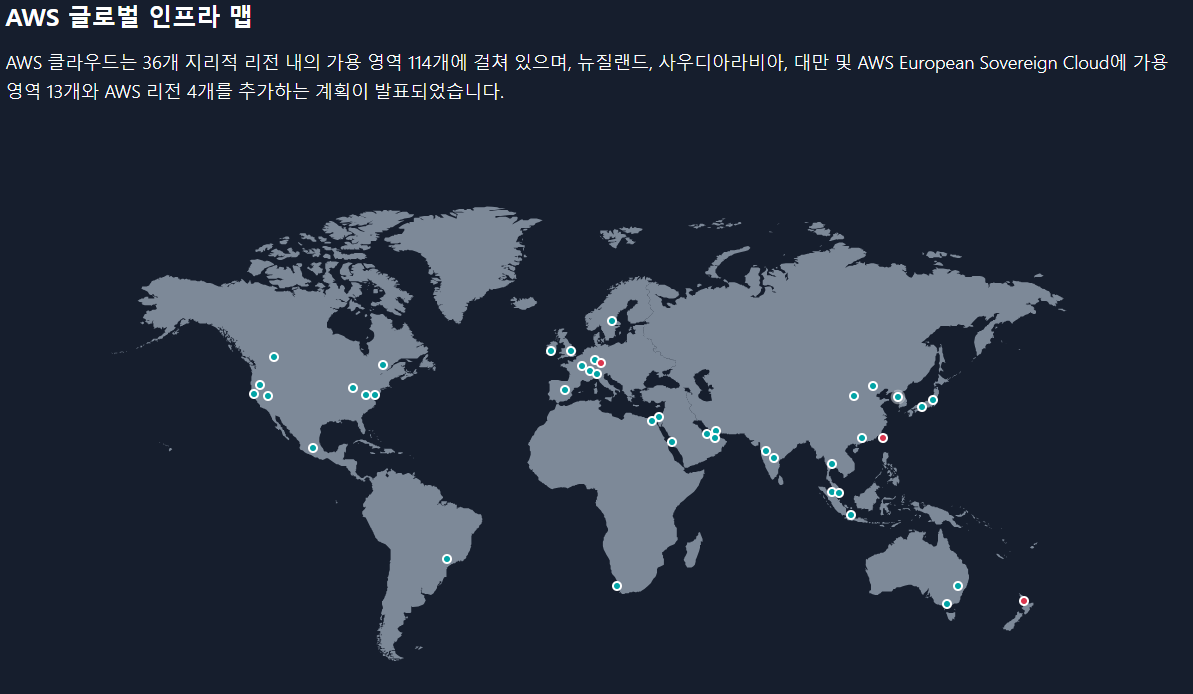 AWS 글로벌 인프라 맵
AWS 클라우드는 36개 지리적 리전 내의 가용 영역 114개에 걸쳐 있으며, 뉴질랜드, 사우디아라비아, 대만 및 AWS European Sovereign Cloud에 가용
영역 13개와 AWS 리전 4개를 추가하는 계획이 발표되었습니다.